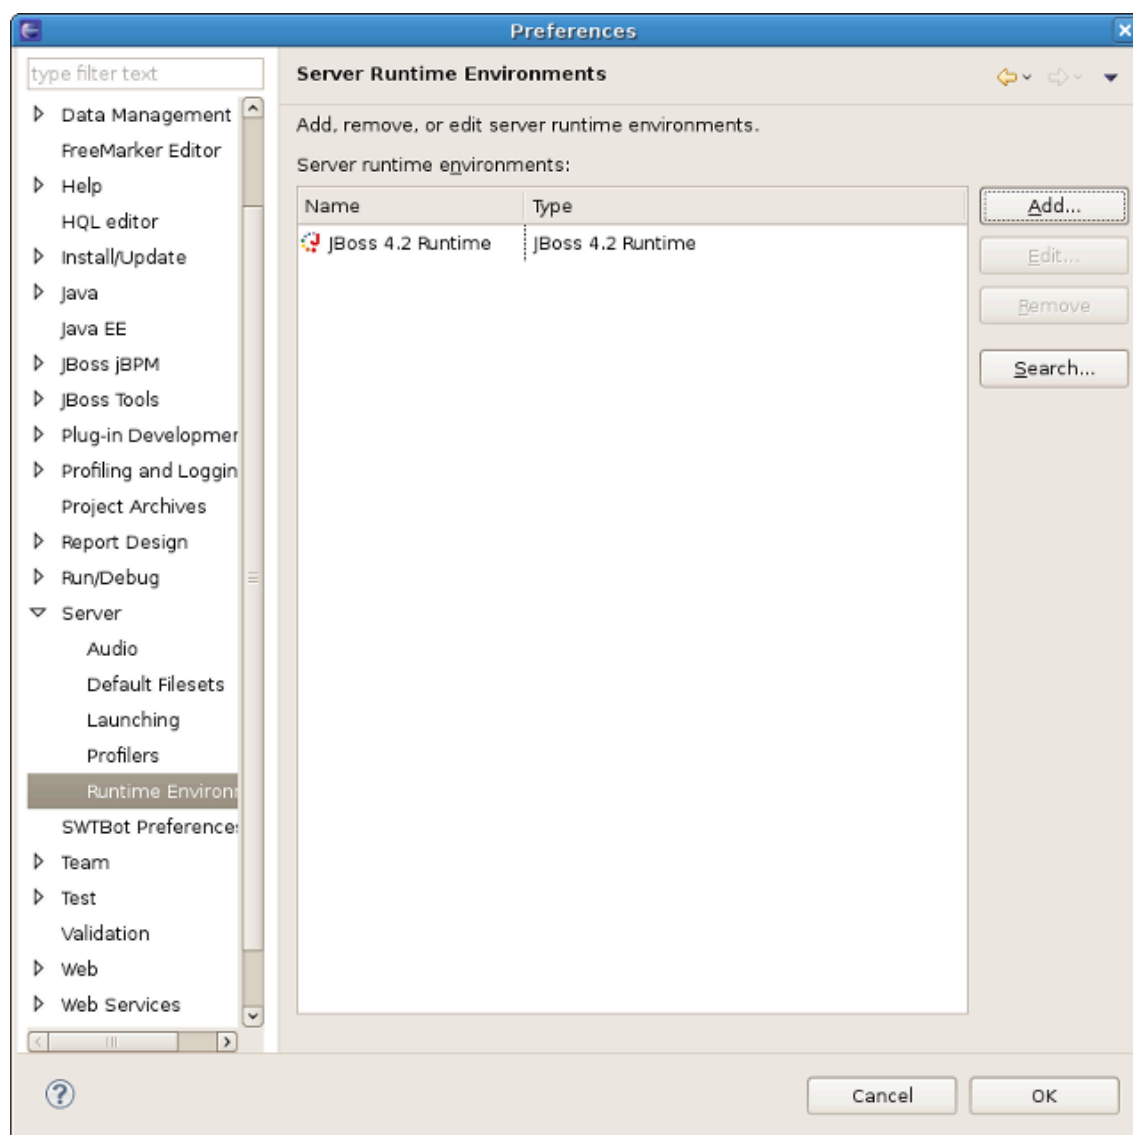 Preferences
type filter text
Data Management
FreeMarker Editor
Help
HQL editor
Install/Update
Java
Java EE
JBoss jBPM
JBoss Tools
Plug-in Developmer
Profiling and Loggin
Project Archives
Report Design
Run/Debug
Server
Audio
Default Filesets
Launching
Profilers
Runtime Environ
SWTBot Preference
Team
Test
Validation
Web
Web Services
Server Runtime Environments
Add, remove, or edit server runtime environments.
Server runtime environments:
Name Type
JBoss 4.2 Runtime JBoss 4.2 Runtime
Add...
Edit...
Remove
Search...
Cancel OK